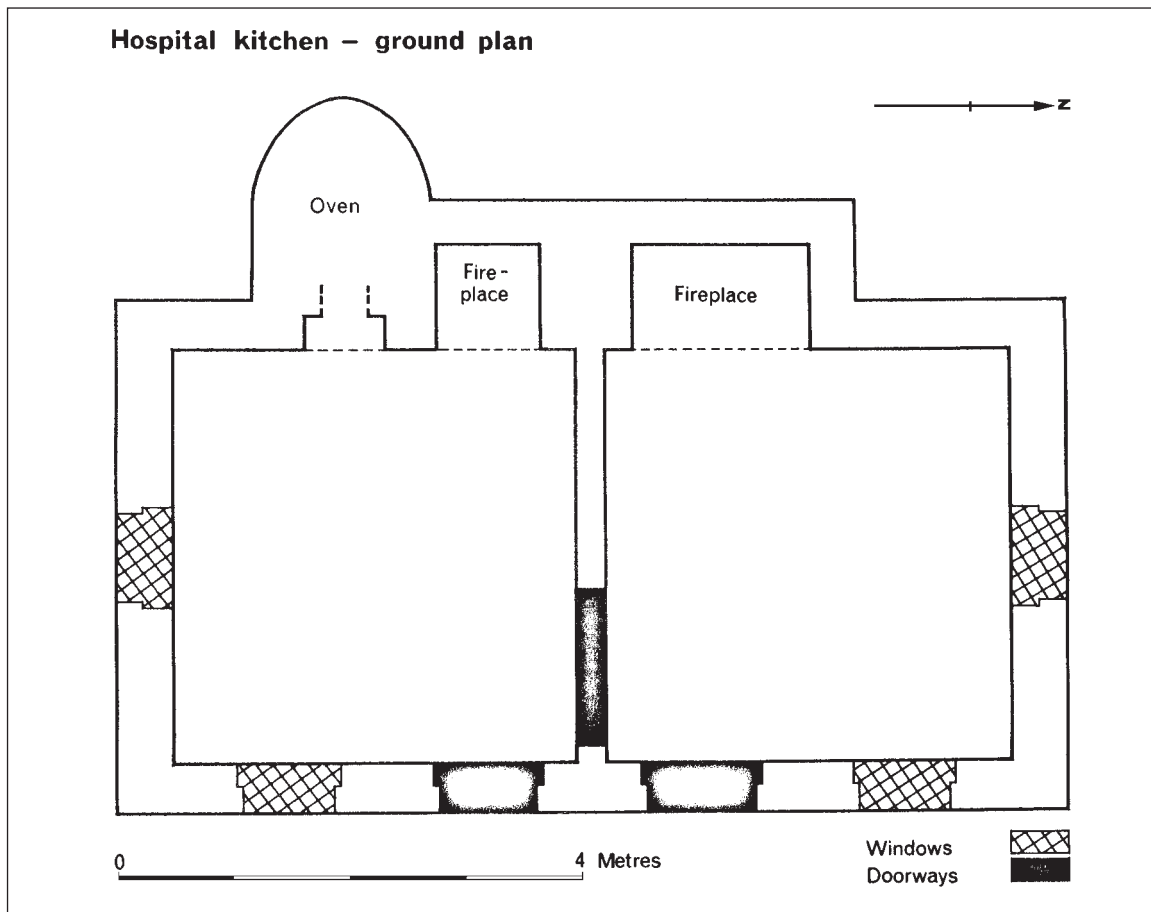 Hospital kitchen – ground plan
N
Oven
Fire-
place
Fireplace
0 4 Metres
Windows
Doorways